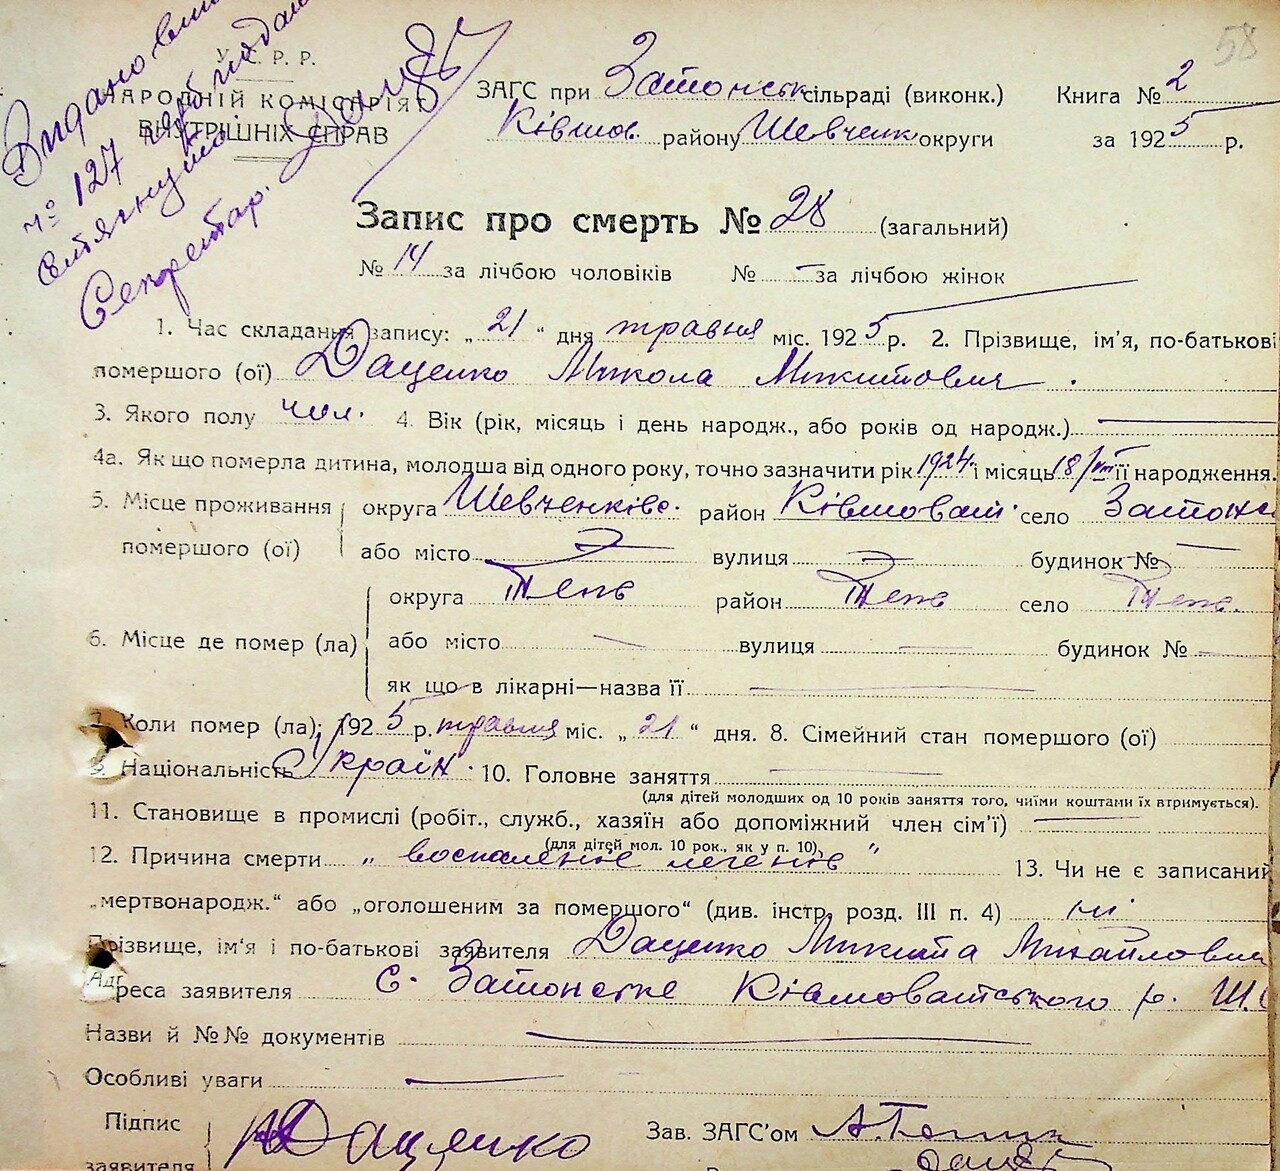 58
У.С.Р.Р.
НАРОДНІЙ КОМІСАРІЯТ
ВНУТРІШНІХ СПРАВ
№ 127
Секретар.
ЗАГС при Затонськ сільраді (виконк.) Книга № 2
Ківшов. району Шевченк. округи за 1925 р.
Запис про смерть № 28 (загальний)
№ 14 за лічбою чоловіків № – за лічбою жінок
1. Час складання запису: „21“ дня травня міс. 1925 р. 2. Прізвище, ім'я, по-батькові
помершого (ої) Даценко Микола Микитович.
3. Якого полу чол. 4. Вік (рік, місяць і день народж., або років од народж.) —
4а. Як що померла дитина, молодша від одного року, точно зазначити рік 1924 і місяць 18/VIII її народження.
5. Місце проживання помершого (ої) округа Шевченківс. район Ківшоват. село Затонс
або місто вулиця будинок №
6. Місце де помер (ла) округа Теж район Теж село Теж.
або місто — вулиця — будинок № —
як що в лікарні—назва її —
7. Коли помер (ла); 1925 р. травня міс. „21“ дня. 8. Сімейний стан помершого (ої)
9. Національність Україн. 10. Головне заняття —
(для дітей молодших од 10 років заняття того, чиїми коштами їх втримується).
11. Становище в промислі (робіт., служб., хазяїн або допоміжний член сім'ї) —
(для дітей мол. 10 рок., як у п. 10)
12. Причина смерти „воспаленіє легенів“ 13. Чи не є записаний
„мертвонародж.“ або „оголошеним за помершого“ (див. інстр. розд. III п. 4) ні
Прізвище, ім'я і по-батькові заявителя Даценко Микита Михайлович
Адреса заявителя с. Затонське Ківшоватського р. Ш.
Назви й №№ документів —
Особливі уваги —
Підпис заявителя Даценко Зав. ЗАГС'ом